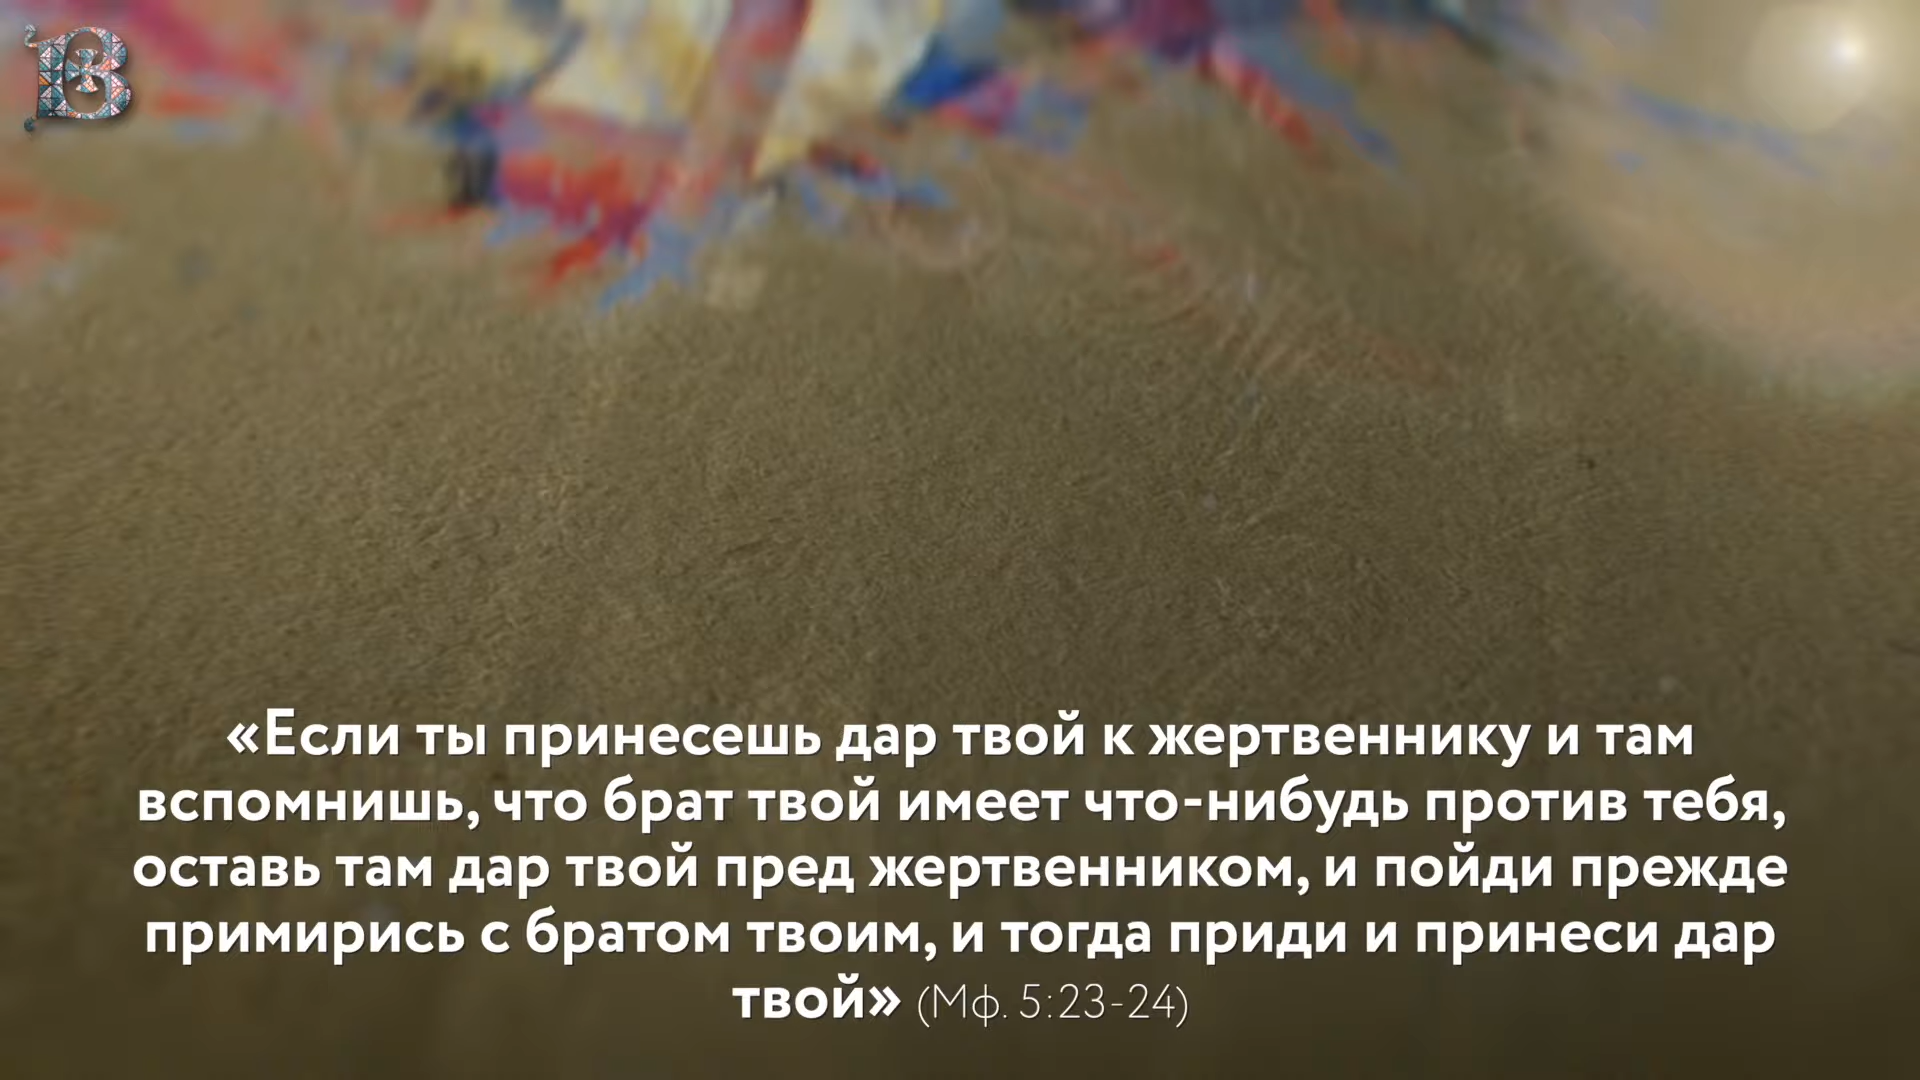 В
«Если ты принесешь дар твой к жертвеннику и там
вспомнишь, что брат твой имеет что-нибудь против тебя,
оставь там дар твой пред жертвенником, и пойди прежде
примирись с братом твоим, и тогда приди и принеси дар
твой» (Мф. 5:23-24)